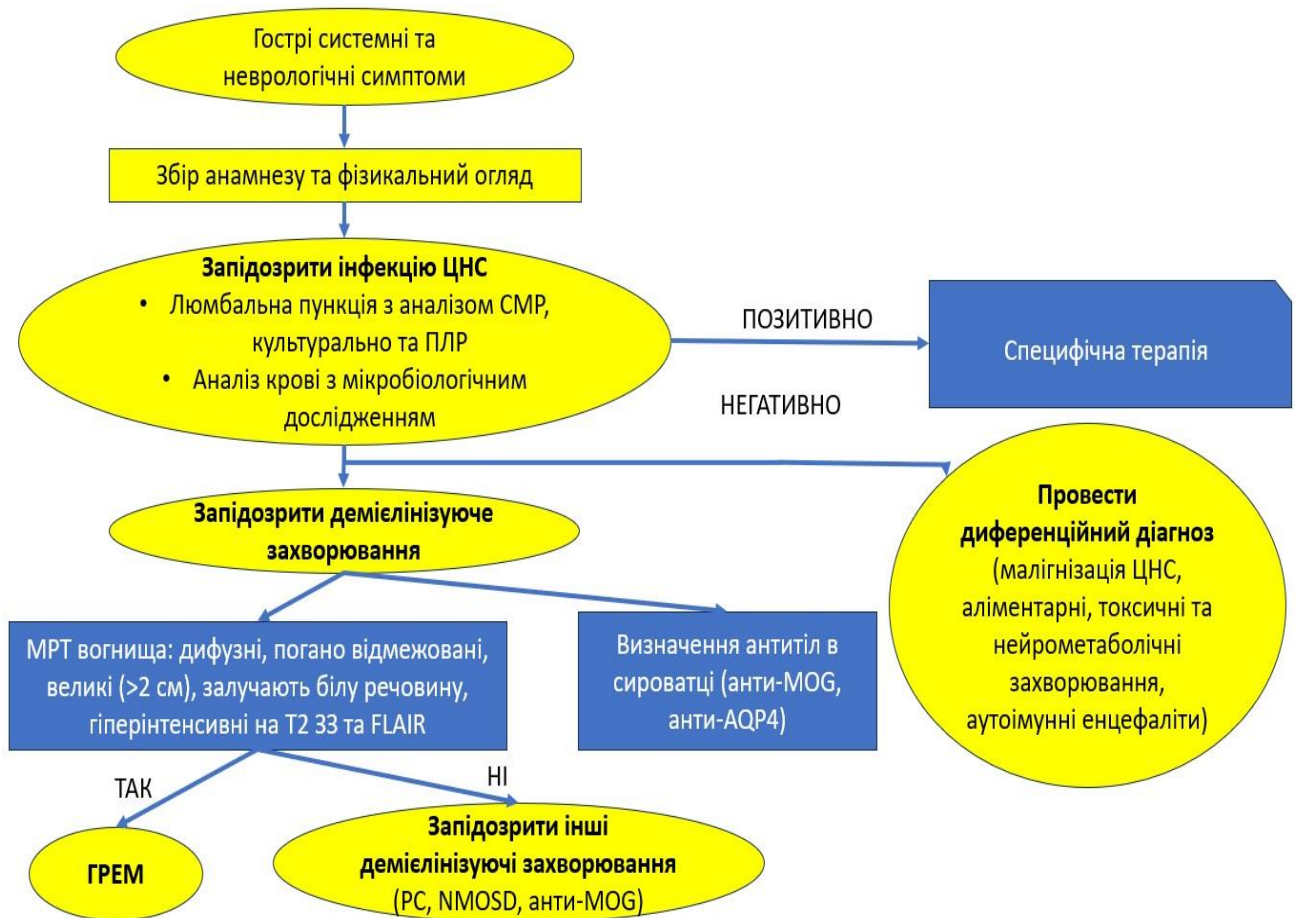 Гострі системні та
неврологічні симптоми
Збір анамнезу та фізикальний огляд
Запідозрити інфекцію ЦНС
• Люмбальна пункція з аналізом СМР,
культурально та ПЛР
• Аналіз крові з мікробіологічним
дослідженням
ПОЗИТИВНО
Специфічна терапія
НЕГАТИВНО
Запідозрити демієлінізуюче
захворювання
Провести
диференційний діагноз
(малігнізація ЦНС,
аліментарні, токсичні та
нейрометаболічні
захворювання,
аутоімунні енцефаліти)
МРТ вогнища: дифузні, погано відмежовані,
великі (>2 см), залучають білу речовину,
гіперінтенсивні на Т2 ЗЗ та FLAIR
Визначення антитіл в
сироватці (анти-MOG,
анти-AQP4)
ТАК
НІ
ГРЕМ
Запідозрити інші
демієлінізуючі захворювання
(РС, NMOSD, анти-MOG)